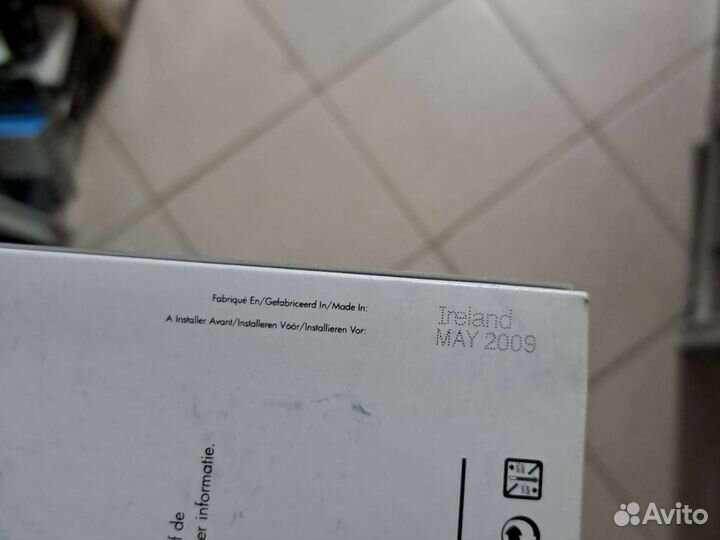 Fabriqué En/Gefabriceerd In/Made In: Ireland
A Installer Avant/Installeren Vóór/Installieren Vor: MAY 2009
er informatie.
f de
Avito